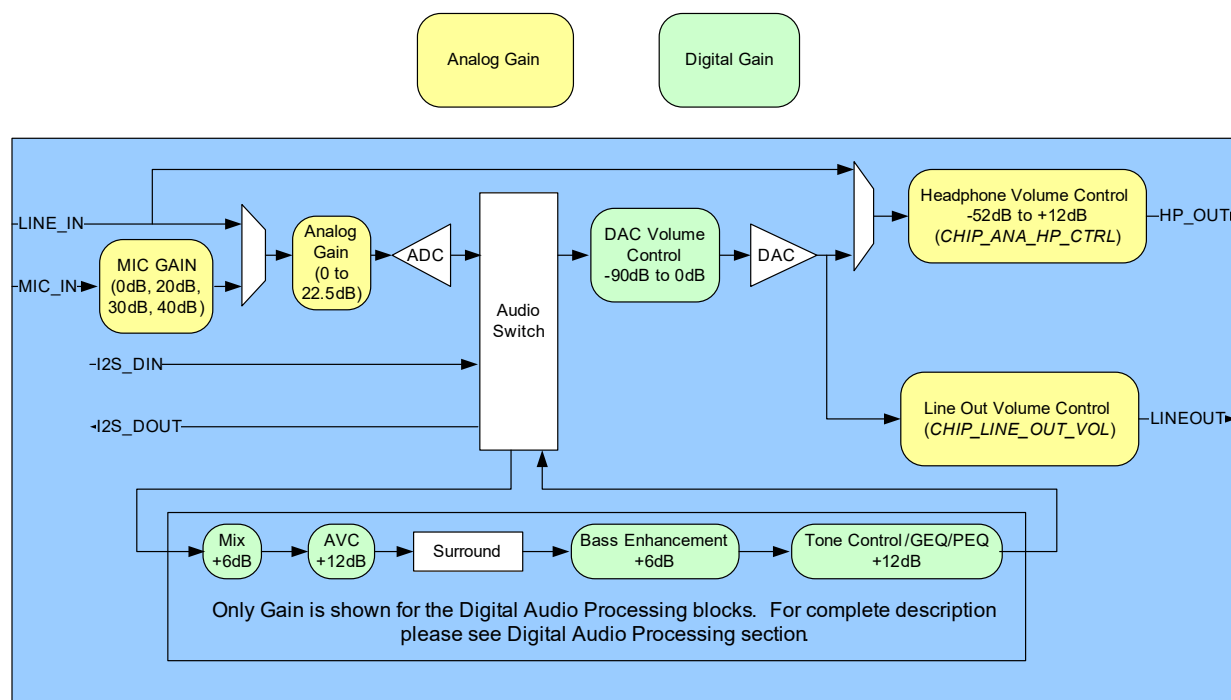 Analog Gain
Digital Gain
LINE_IN
MIC_IN
MIC GAIN
(0dB, 20dB,
30dB, 40dB)
Analog
Gain
(0 to
22.5dB)
ADC
Audio
Switch
DAC Volume
Control
-90dB to 0dB
DAC
Headphone Volume Control
-52dB to +12dB
(CHIP_ANA_HP_CTRL)
HP_OUT
I2S_DIN
I2S_DOUT
Line Out Volume Control
(CHIP_LINE_OUT_VOL)
LINEOUT
Mix
+6dB
AVC
+12dB
Surround
Bass Enhancement
+6dB
Tone Control/GEQ/PEQ
+12dB
Only Gain is shown for the Digital Audio Processing blocks. For complete description
please see Digital Audio Processing section.